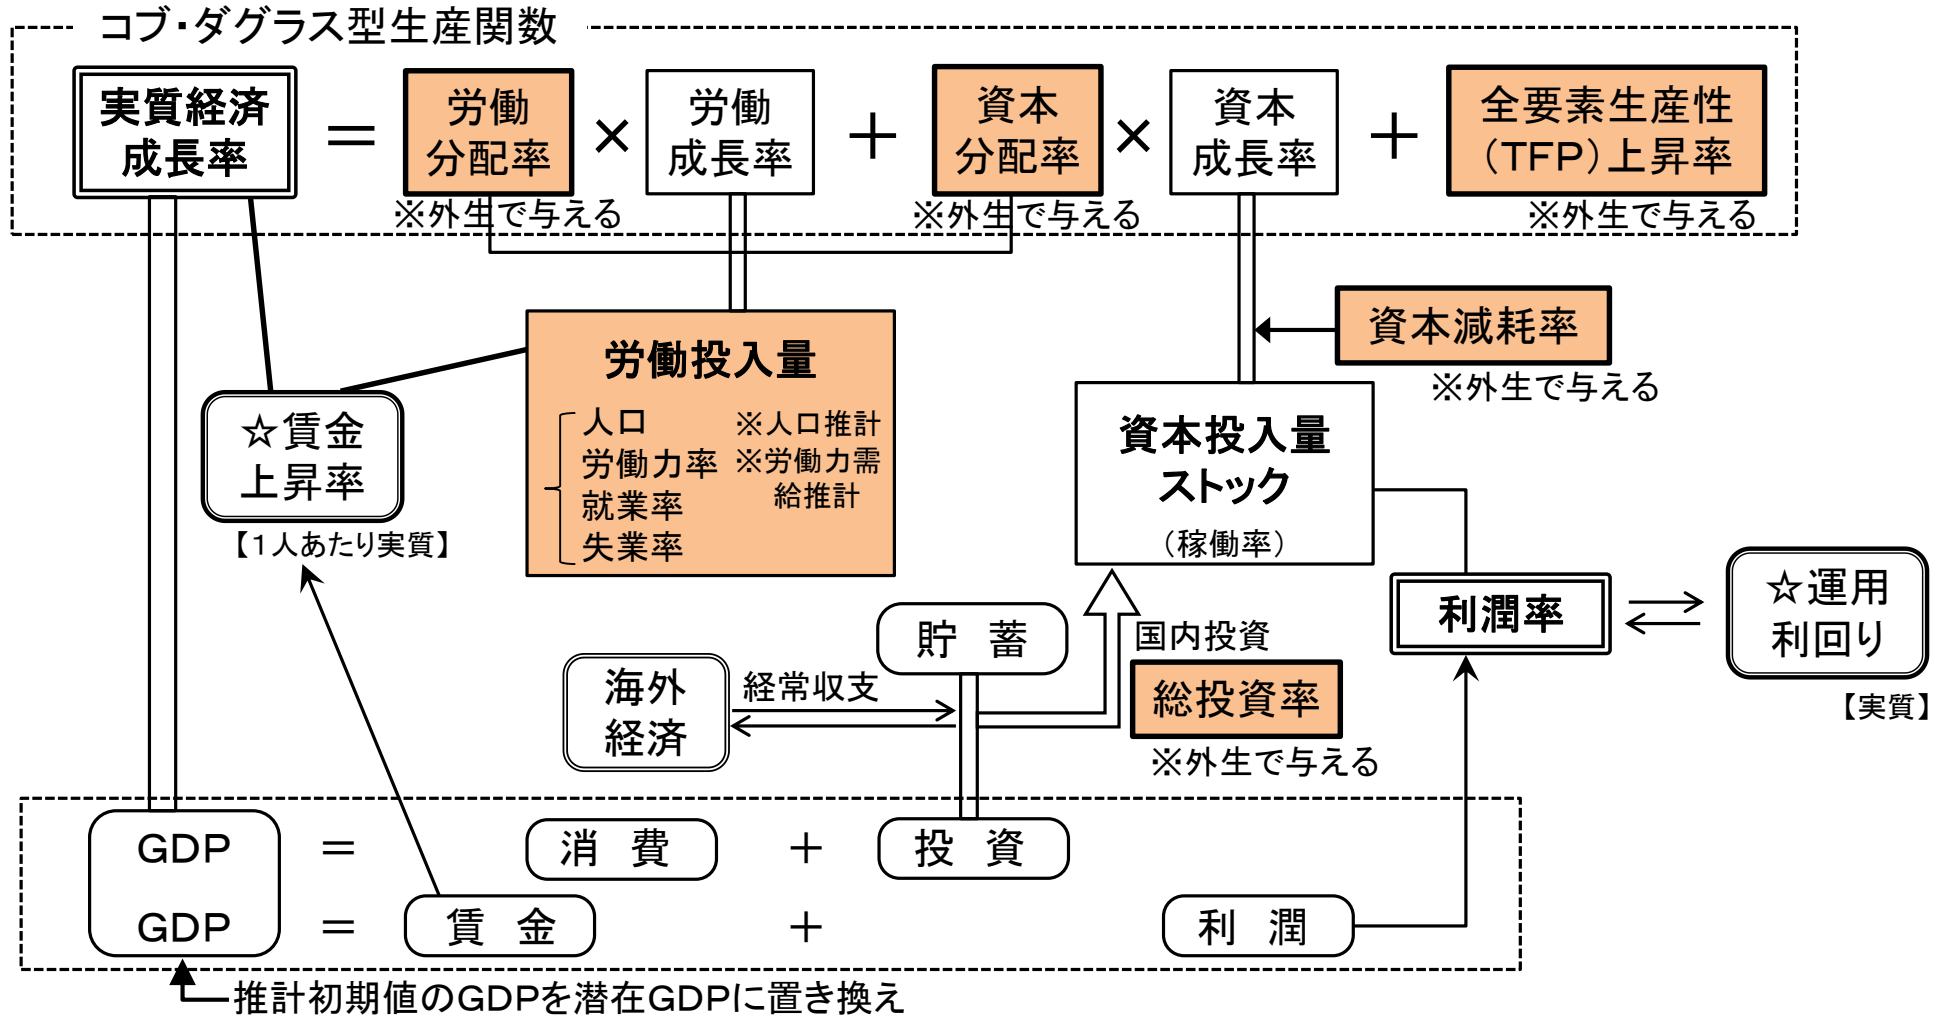 コブ・ダグラス型生産関数
実質経済
成長率
＝
労働
分配率
×
労働
成長率
＋
資本
分配率
×
資本
成長率
＋
全要素生産性
（TFP）上昇率
※外生で与える
※外生で与える
※外生で与える
労働投入量
人口
労働力率
就業率
失業率
※人口推計
※労働力需
給推計
資本減耗率
※外生で与える
☆賃金
上昇率
【１人あたり実質】
資本投入量
ストック
（稼働率）
利潤率
☆運用
利回り
【実質】
貯　蓄
国内投資
総投資率
※外生で与える
海外
経済
経常収支
GDP　＝　消　費　＋　投　資
GDP　＝　賃　金　＋　利　潤
推計初期値のGDPを潜在GDPに置き換え